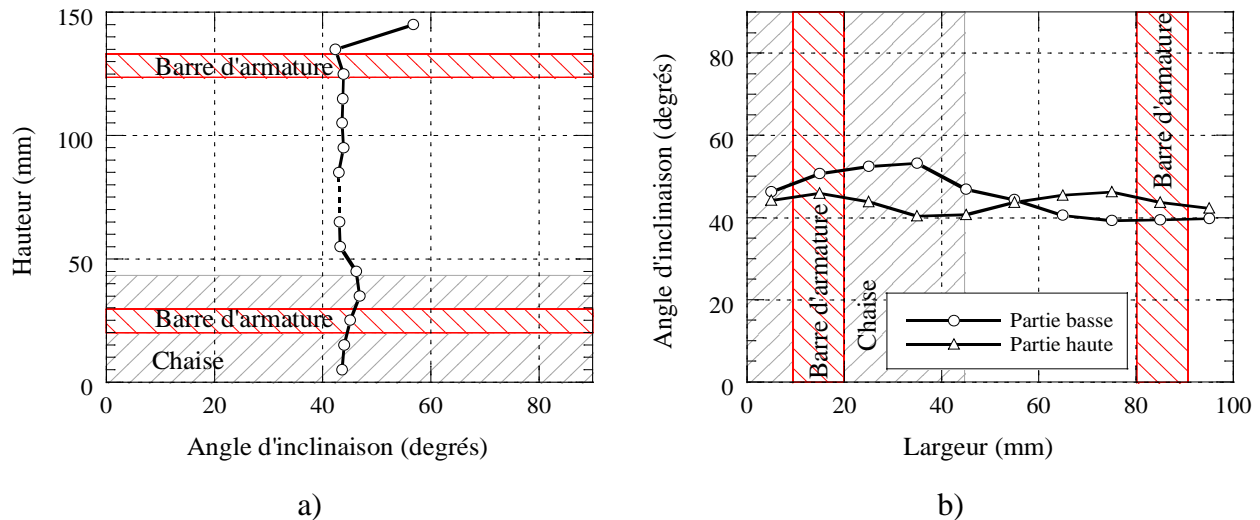 150
100
50
0
Hauteur (mm)
Barre d'armature
Barre d'armature
Chaise
0
20
40
60
80
Angle d'inclinaison (degrés)
a)
80
60
40
20
0
Angle d'inclinaison (degrés)
Barre d'armature
Chaise
Barre d'armature
Partie basse
Partie haute
0
20
40
60
80
100
Largeur (mm)
b)